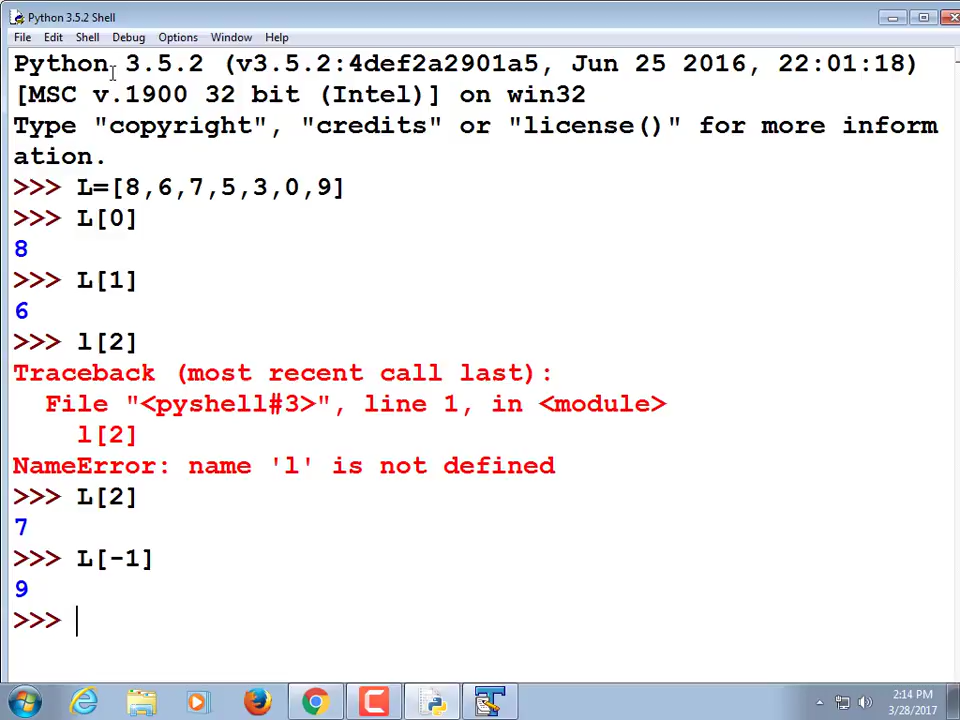 Python 3.5.2 Shell
File Edit Shell Debug Options Window Help
Python 3.5.2 (v3.5.2:4def2a2901a5, Jun 25 2016, 22:01:18)
[MSC v.1900 32 bit (Intel)] on win32
Type "copyright", "credits" or "license()" for more inform
ation.
>>> L=[8,6,7,5,3,0,9]
>>> L[0]
8
>>> L[1]
6
>>> l[2]
Traceback (most recent call last):
  File "<pyshell#3>", line 1, in <module>
    l[2]
NameError: name 'l' is not defined
>>> L[2]
7
>>> L[-1]
9
>>>
2:14 PM
3/28/2017